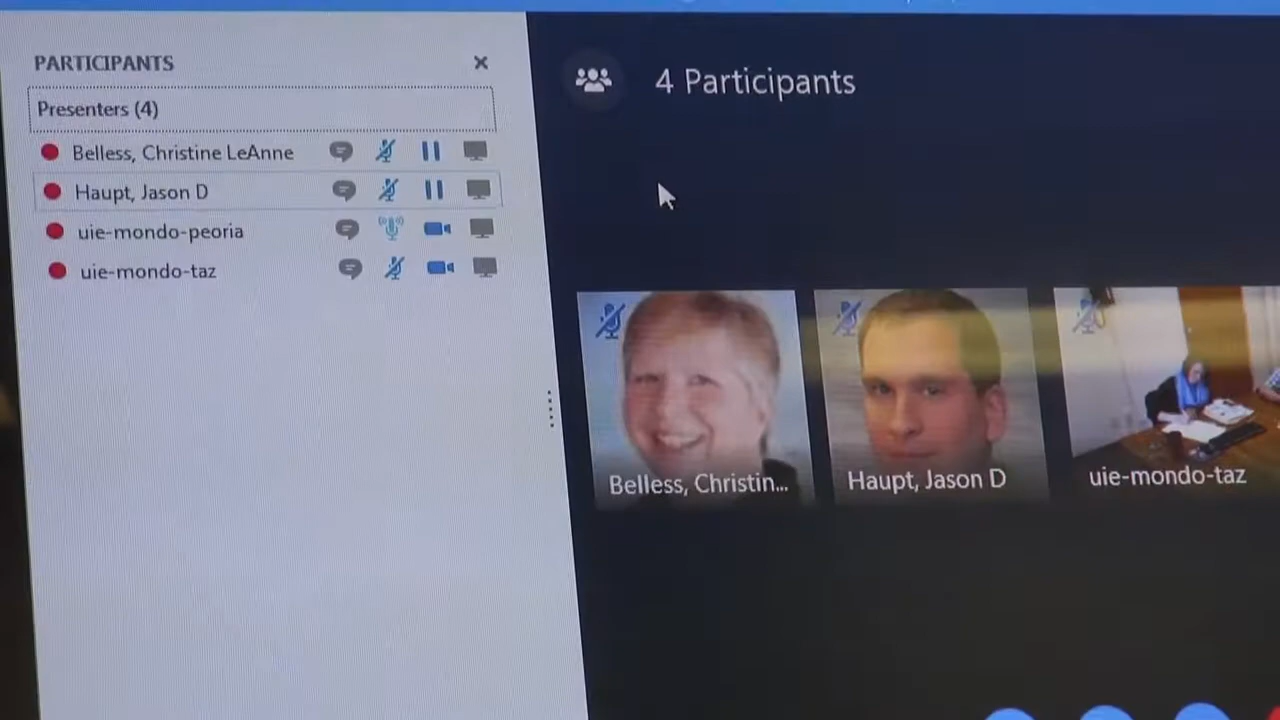 PARTICIPANTS
Presenters (4)
Belless, Christine LeAnne
Haupt, Jason D
uie-mondo-peoria
uie-mondo-taz
4 Participants
Belless, Christin...
Haupt, Jason D
uie-mondo-taz